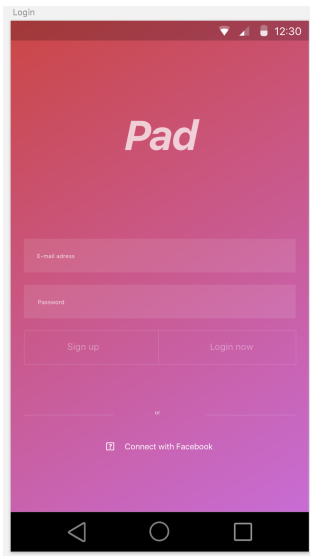 Login
12:30
Pad
E-mail adress
Password
Sign up Login now
or
Connect with Facebook